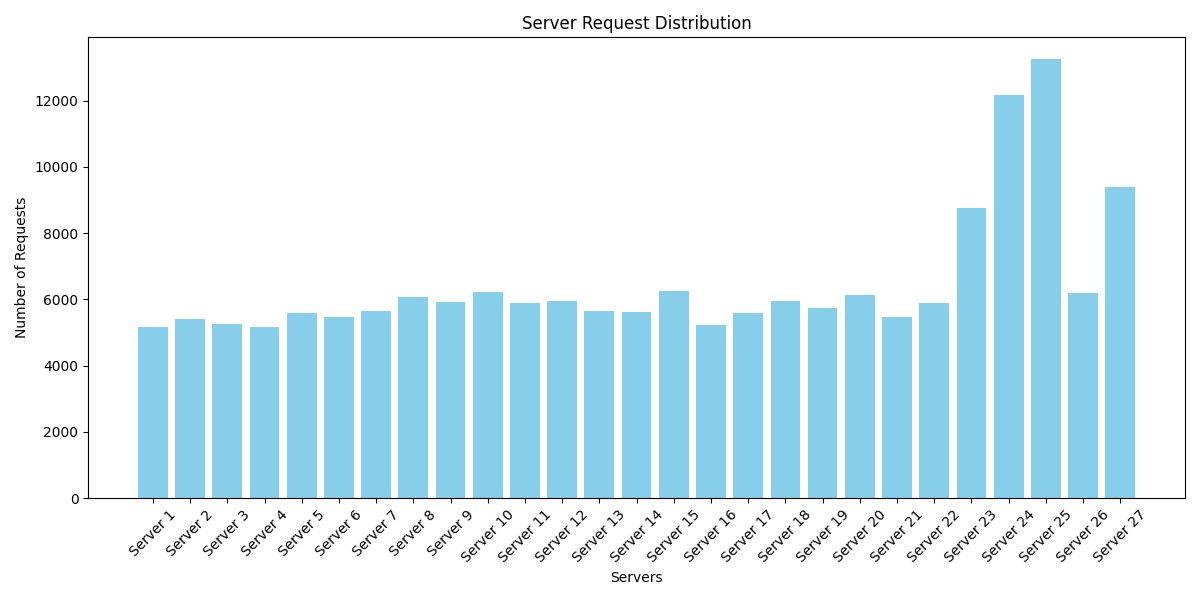 Server Request Distribution
Number of Requests
12000
10000
8000
6000
4000
2000
0
Server 1
Server 2
Server 3
Server 4
Server 5
Server 6
Server 7
Server 8
Server 9
Server 10
Server 11
Server 12
Server 13
Server 14
Server 15
Server 16
Server 17
Server 18
Server 19
Server 20
Server 21
Server 22
Server 23
Server 24
Server 25
Server 26
Server 27
Servers